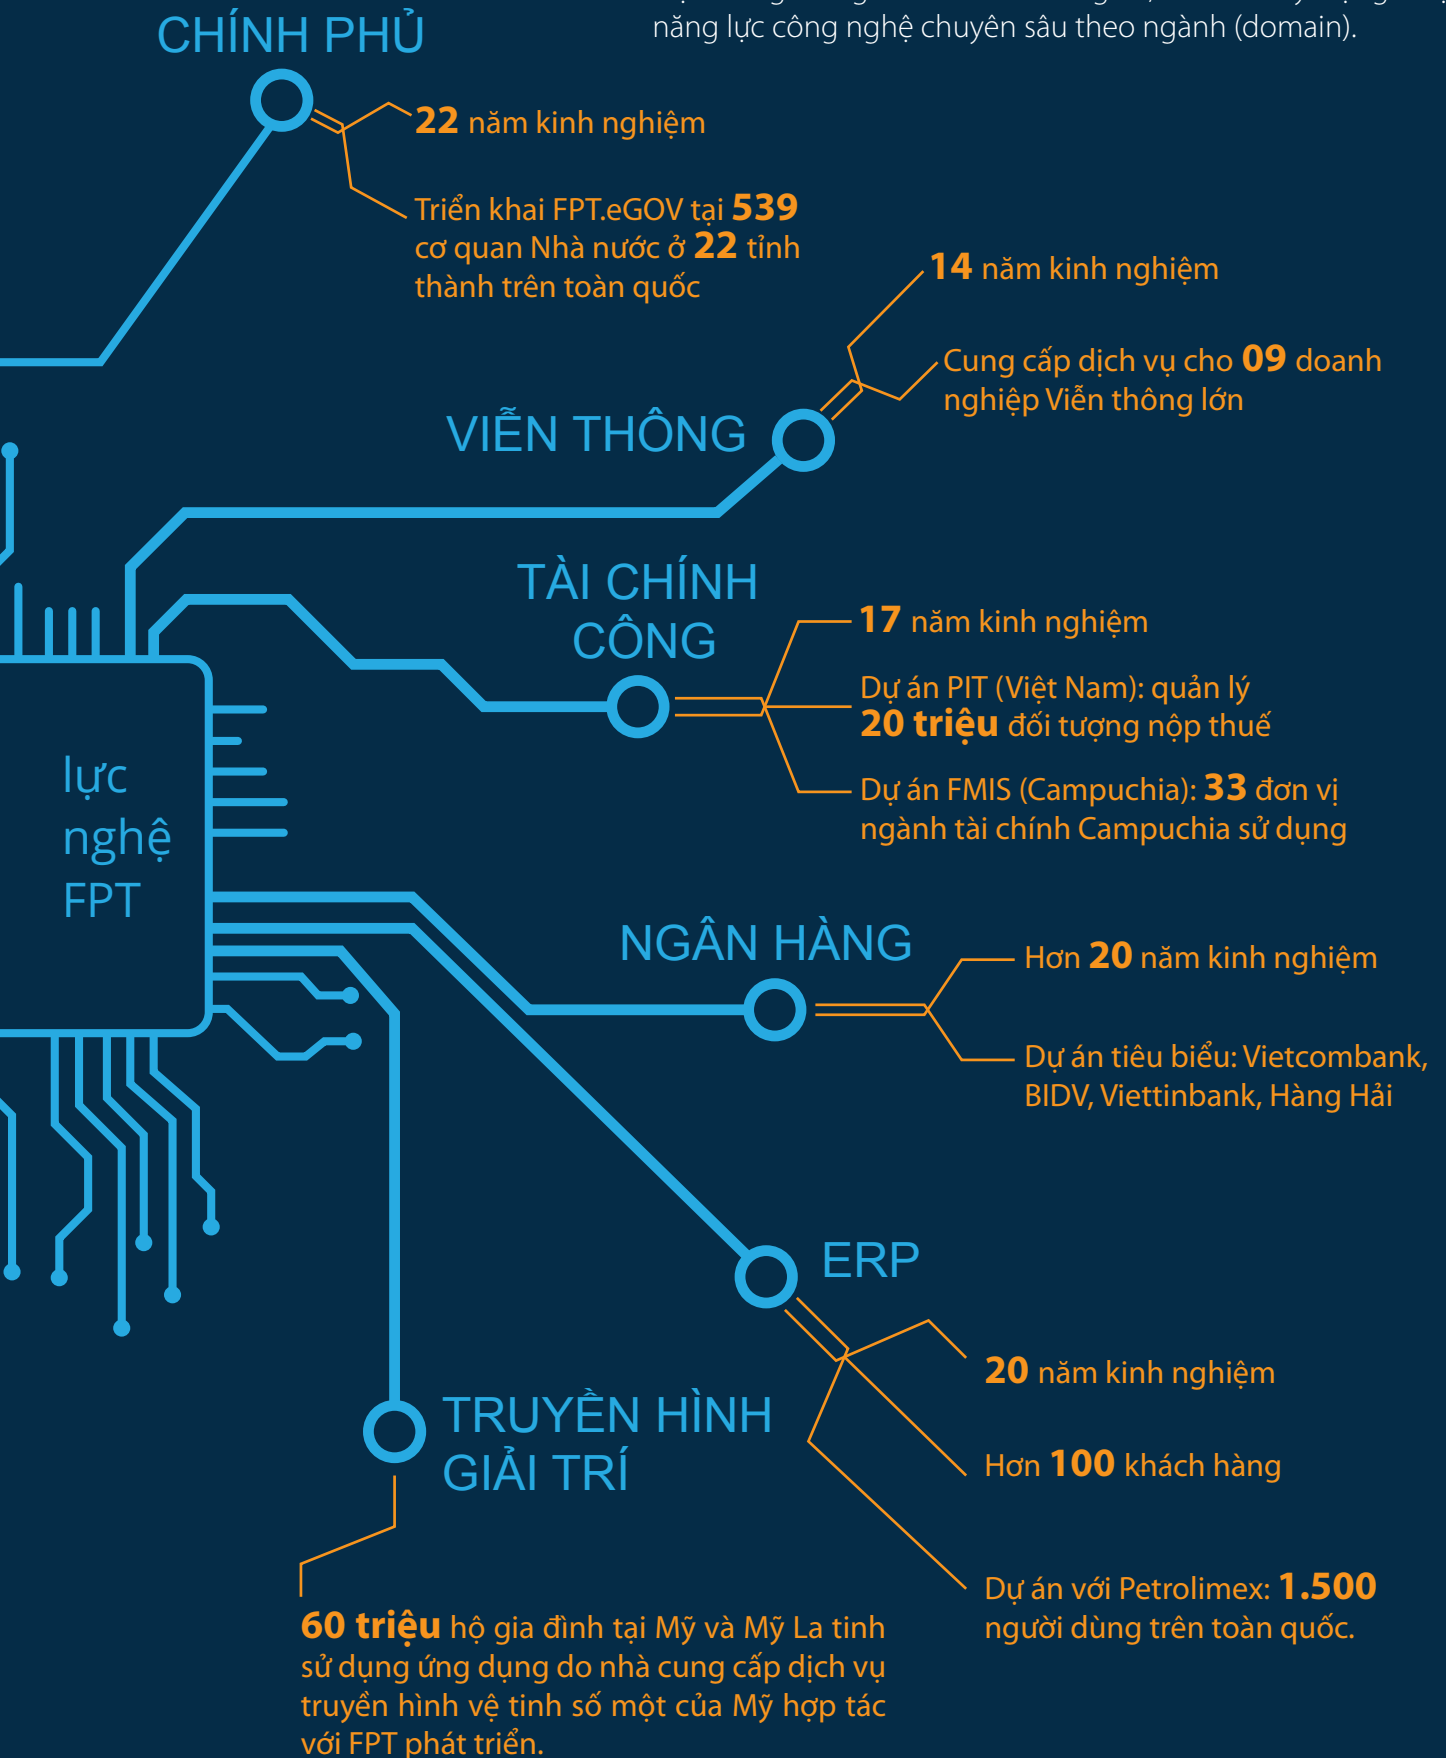 năng lực công nghệ chuyên sâu theo ngành (domain).
CHÍNH PHỦ
22 năm kinh nghiệm
Triển khai FPT.eGOV tại 539
cơ quan Nhà nước ở 22 tỉnh
thành trên toàn quốc
VIỄN THÔNG
14 năm kinh nghiệm
Cung cấp dịch vụ cho 09 doanh
nghiệp Viễn thông lớn
TÀI CHÍNH
CÔNG
17 năm kinh nghiệm
Dự án PIT (Việt Nam): quản lý
20 triệu đối tượng nộp thuế
Dự án FMIS (Campuchia): 33 đơn vị
ngành tài chính Campuchia sử dụng
lực
nghệ
FPT
NGÂN HÀNG
Hơn 20 năm kinh nghiệm
Dự án tiêu biểu: Vietcombank,
BIDV, Viettinbank, Hàng Hải
ERP
20 năm kinh nghiệm
Hơn 100 khách hàng
Dự án với Petrolimex: 1.500
người dùng trên toàn quốc.
TRUYỀN HÌNH
GIẢI TRÍ
60 triệu hộ gia đình tại Mỹ và Mỹ La tinh
sử dụng ứng dụng do nhà cung cấp dịch vụ
truyền hình vệ tinh số một của Mỹ hợp tác
với FPT phát triển.